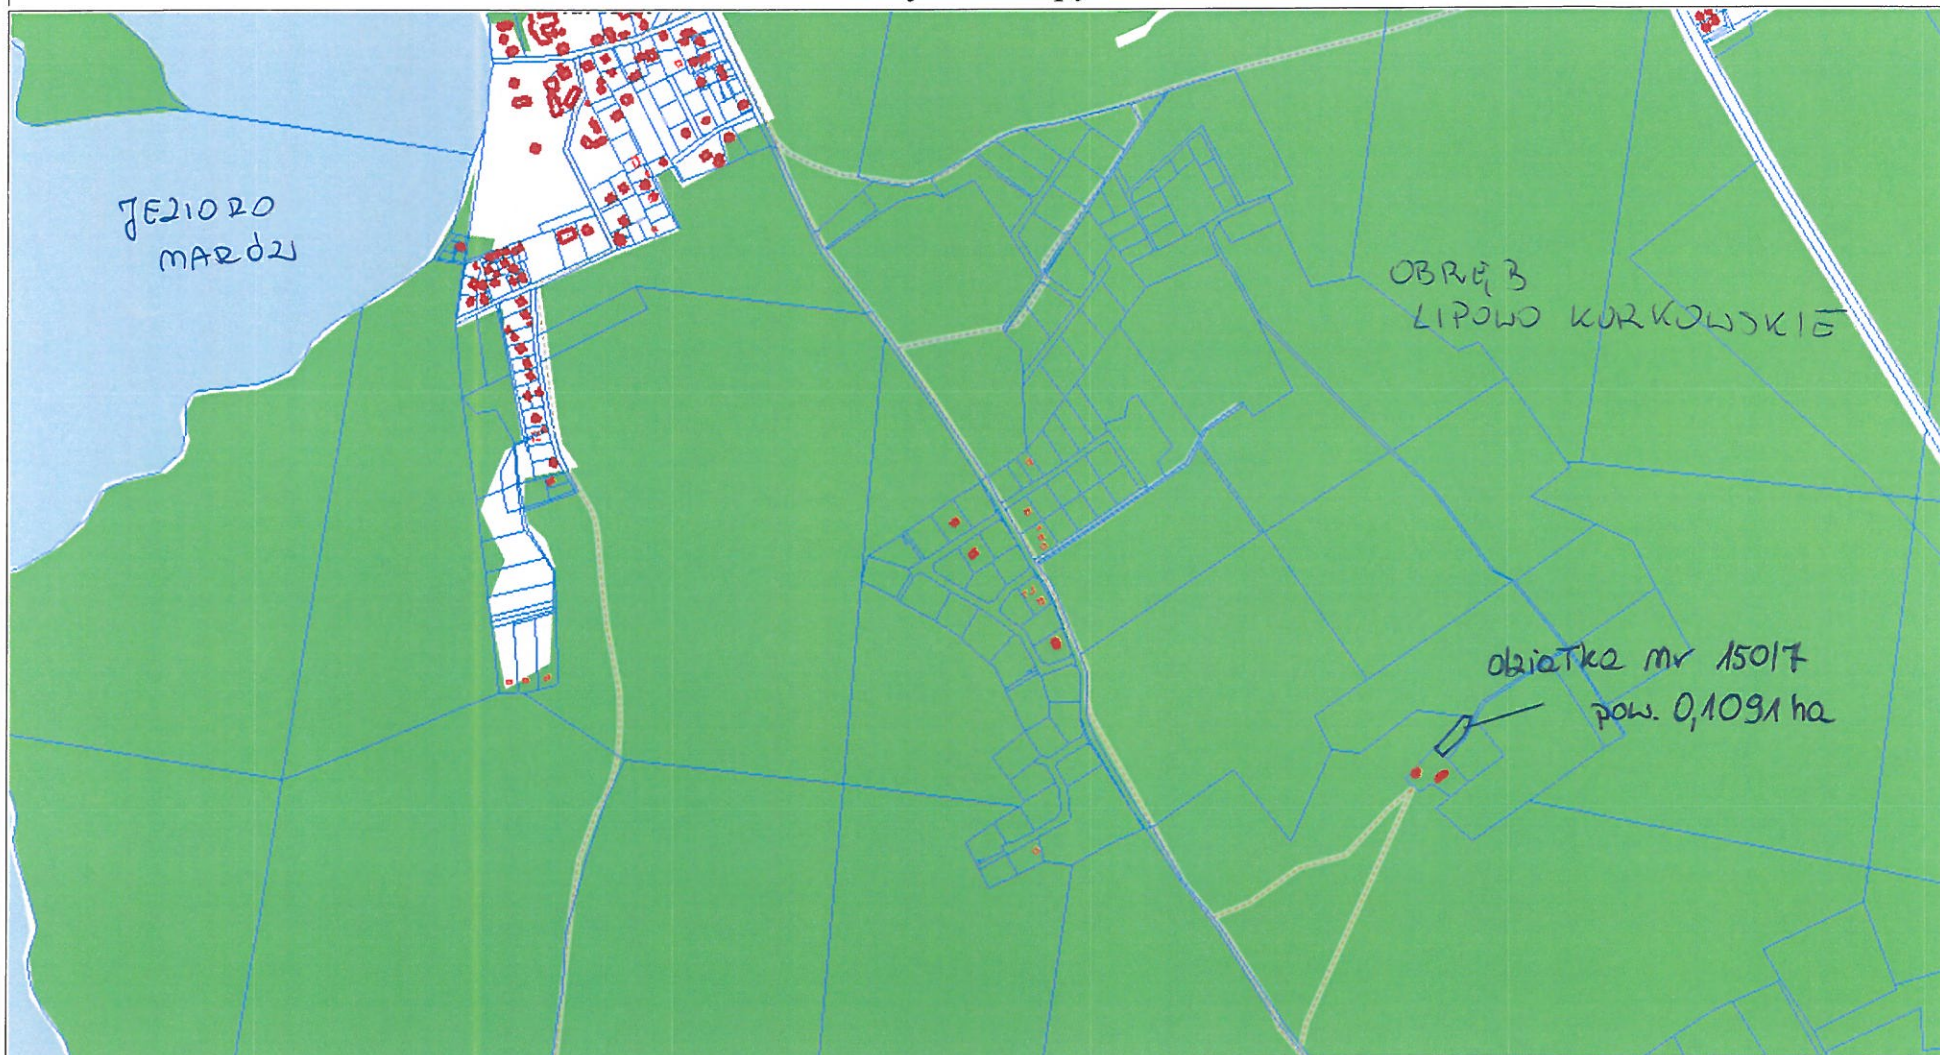 JEZIORO
MARÓZ
OBRĘB
LIPOWO KURKOWSKIE
działka nr 150/7
pow. 0,1091 ha